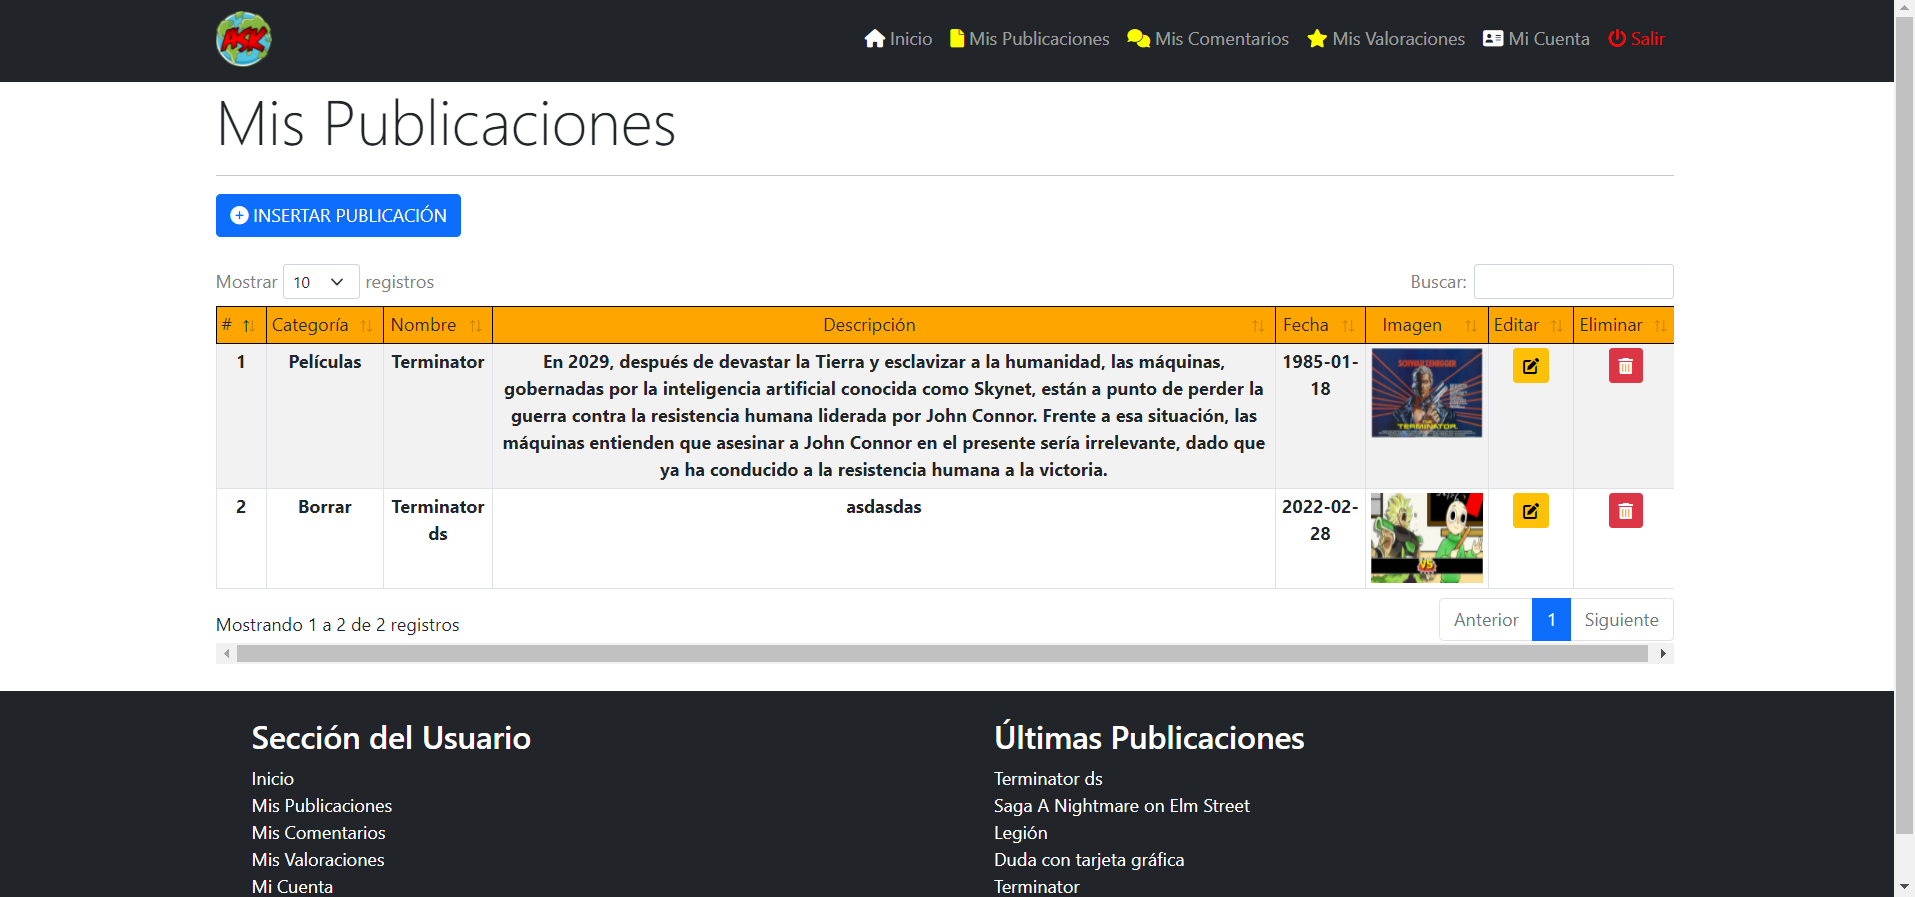 ASK
Inicio Mis Publicaciones Mis Comentarios Mis Valoraciones Mi Cuenta Salir
Mis Publicaciones
INSERTAR PUBLICACIÓN
Mostrar 10 registros
Buscar:
# Categoría Nombre Descripción Fecha Imagen Editar Eliminar
1 Películas Terminator
En 2029, después de devastar la Tierra y esclavizar a la humanidad, las máquinas,
gobernadas por la inteligencia artificial conocida como Skynet, están a punto de perder la
guerra contra la resistencia humana liderada por John Connor. Frente a esa situación, las
máquinas entienden que asesinar a John Connor en el presente sería irrelevante, dado que
ya ha conducido a la resistencia humana a la victoria.
1985-01-
18
SCHWARZENEGGER
THE
TERMINATOR
2 Borrar
Terminator
ds
asdasdas
2022-02-
28
VS
Mostrando 1 a 2 de 2 registros
Anterior 1 Siguiente
Sección del Usuario
Inicio
Mis Publicaciones
Mis Comentarios
Mis Valoraciones
Mi Cuenta
Últimas Publicaciones
Terminator ds
Saga A Nightmare on Elm Street
Legión
Duda con tarjeta gráfica
Terminator